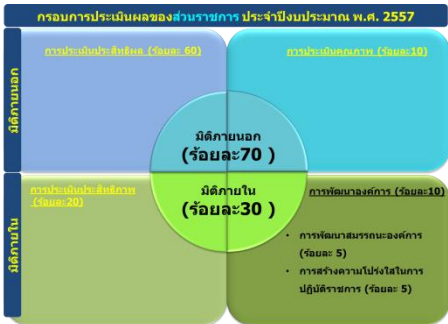 กรอบการประเมินผลของส่วนราชการ ประจำปีงบประมาณ พ.ศ. 2557
มิติภายนอก
การประเมินประสิทธิผล (ร้อยละ 60)
การประเมินคุณภาพ (ร้อยละ10)
มิติภายนอก
(ร้อยละ70 )
มิติภายใน
(ร้อยละ30 )
มิติภายใน
การประเมินประสิทธิภาพ
(ร้อยละ20)
การพัฒนาองค์การ (ร้อยละ10)
• การพัฒนาสมรรถนะองค์การ
(ร้อยละ 5)
• การสร้างความโปร่งใสในการ
ปฏิบัติราชการ (ร้อยละ 5)